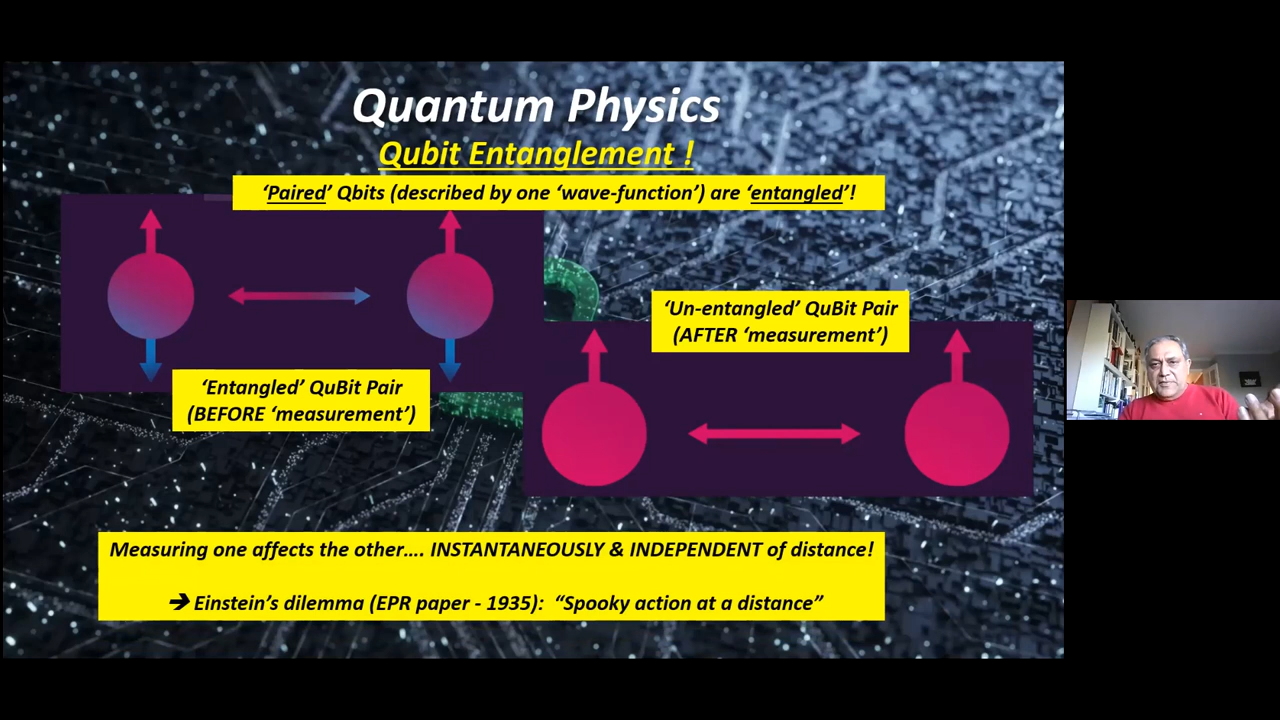 Quantum Physics
Qubit Entanglement !
‘Paired’ Qbits (described by one ‘wave-function’) are ‘entangled’!
‘Entangled’ QuBit Pair
(BEFORE ‘measurement’)
‘Un-entangled’ QuBit Pair
(AFTER ‘measurement’)
Measuring one affects the other…. INSTANTANEOUSLY & INDEPENDENT of distance!
➔ Einstein’s dilemma (EPR paper - 1935): “Spooky action at a distance”